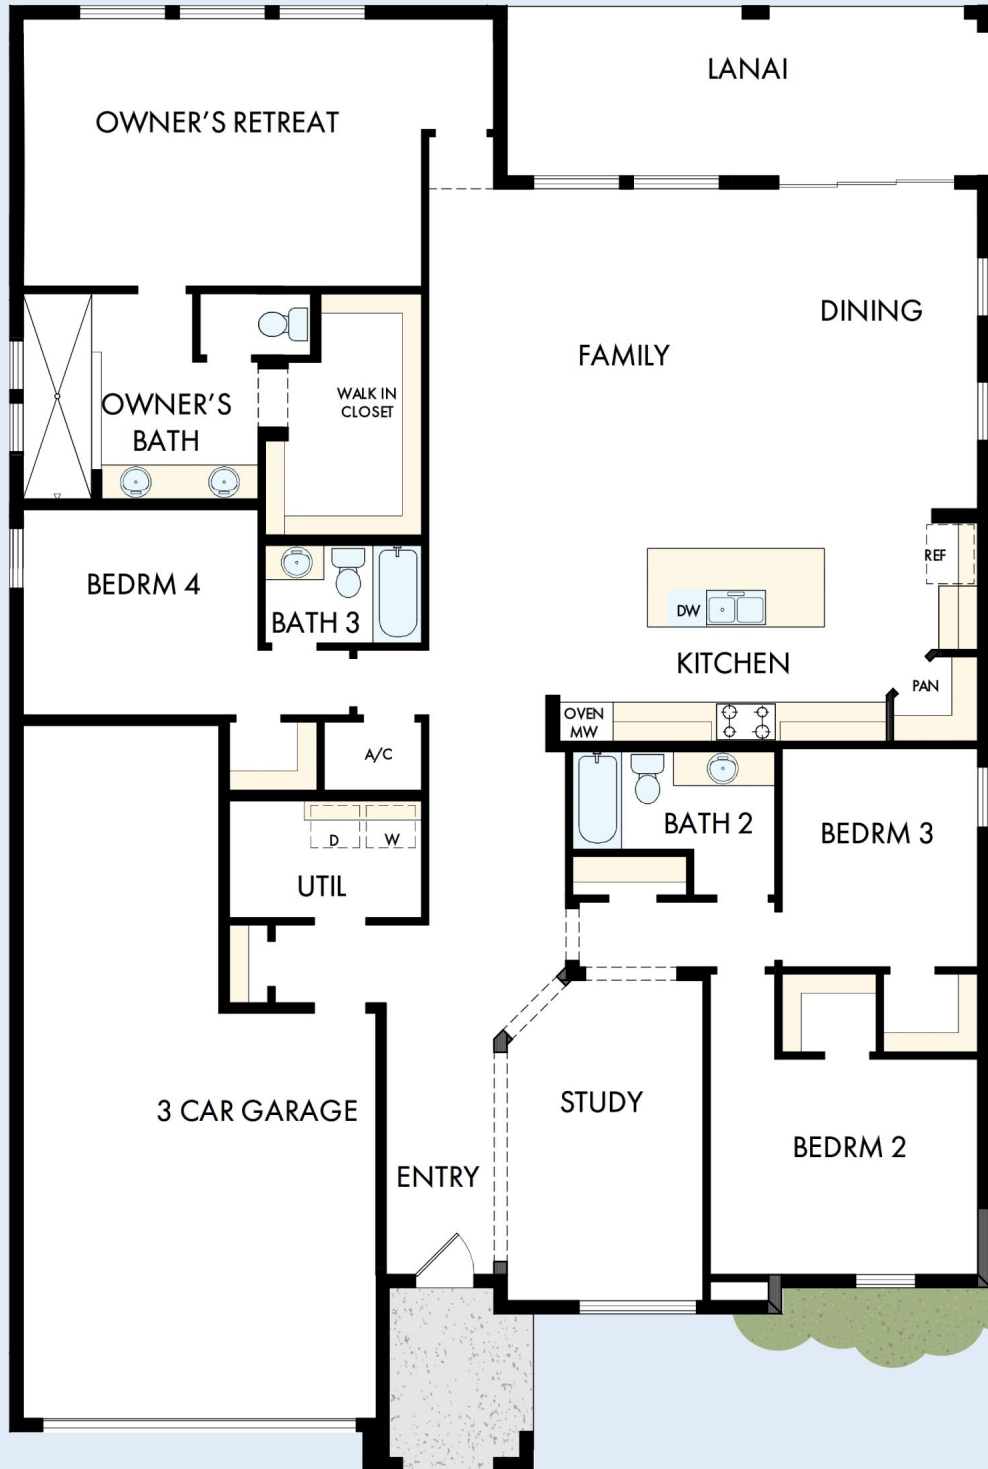 LANAI
OWNER'S RETREAT
DINING
FAMILY
WALK IN
CLOSET
OWNER'S
BATH
REF
BEDRM 4
DW
BATH 3
KITCHEN
PAN
OVEN
MW
A/C
BATH 2
BEDRM 3
D
W
UTIL
STUDY
3 CAR GARAGE
BEDRM 2
ENTRY